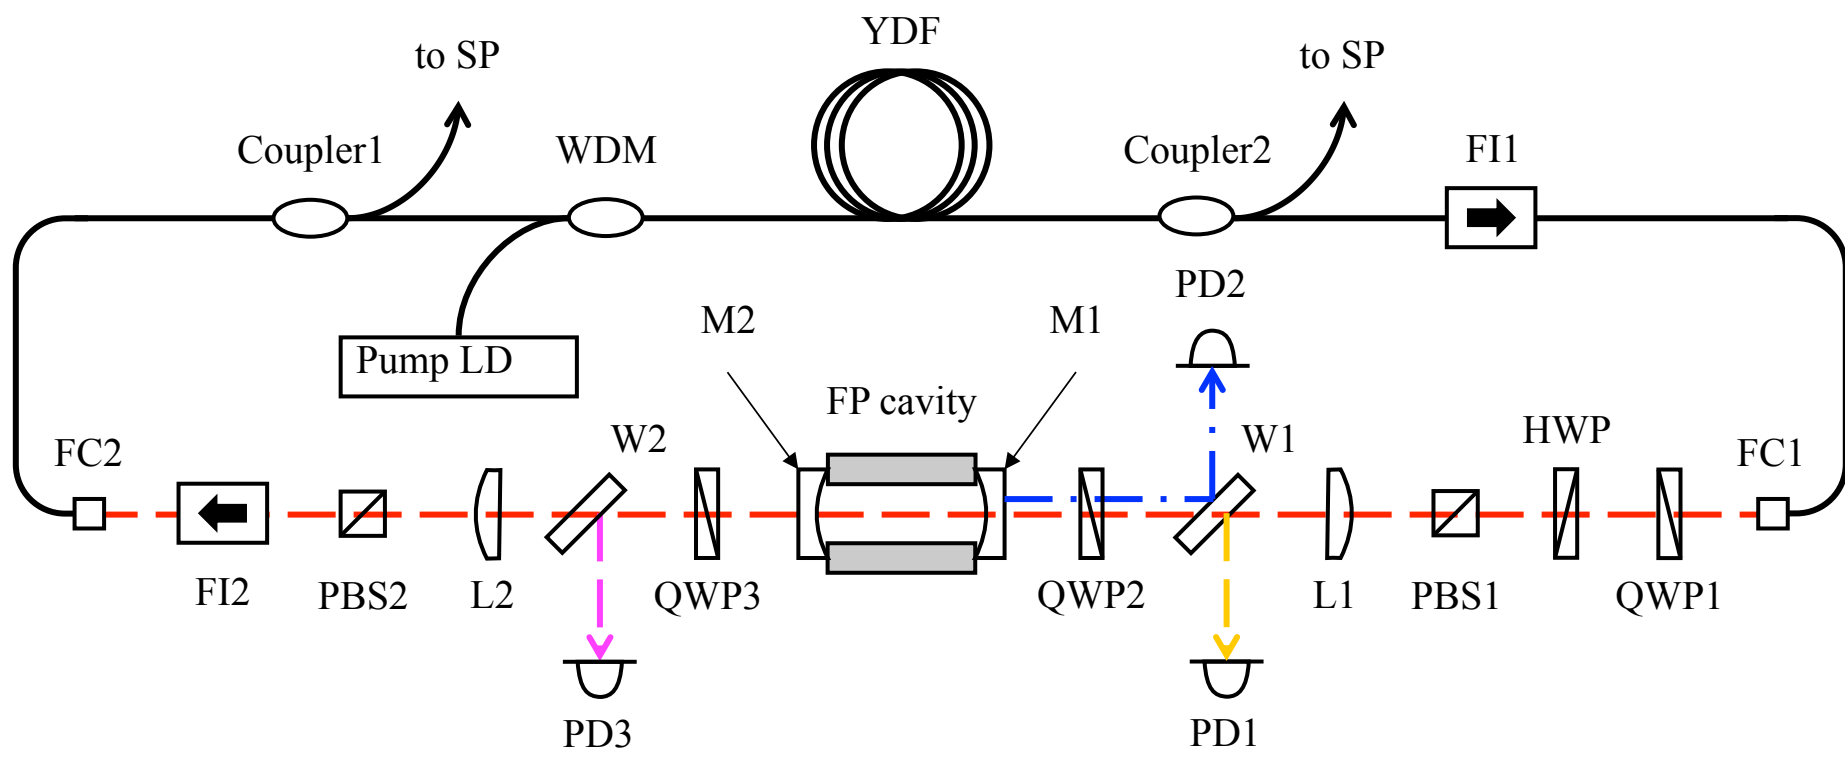 YDF
to SP
to SP
Coupler1
WDM
Coupler2
FI1
PD2
M2
M1
Pump LD
FP cavity
W2
W1
HWP
FC2
FC1
FI2
PBS2
L2
QWP3
QWP2
L1
PBS1
QWP1
PD3
PD1